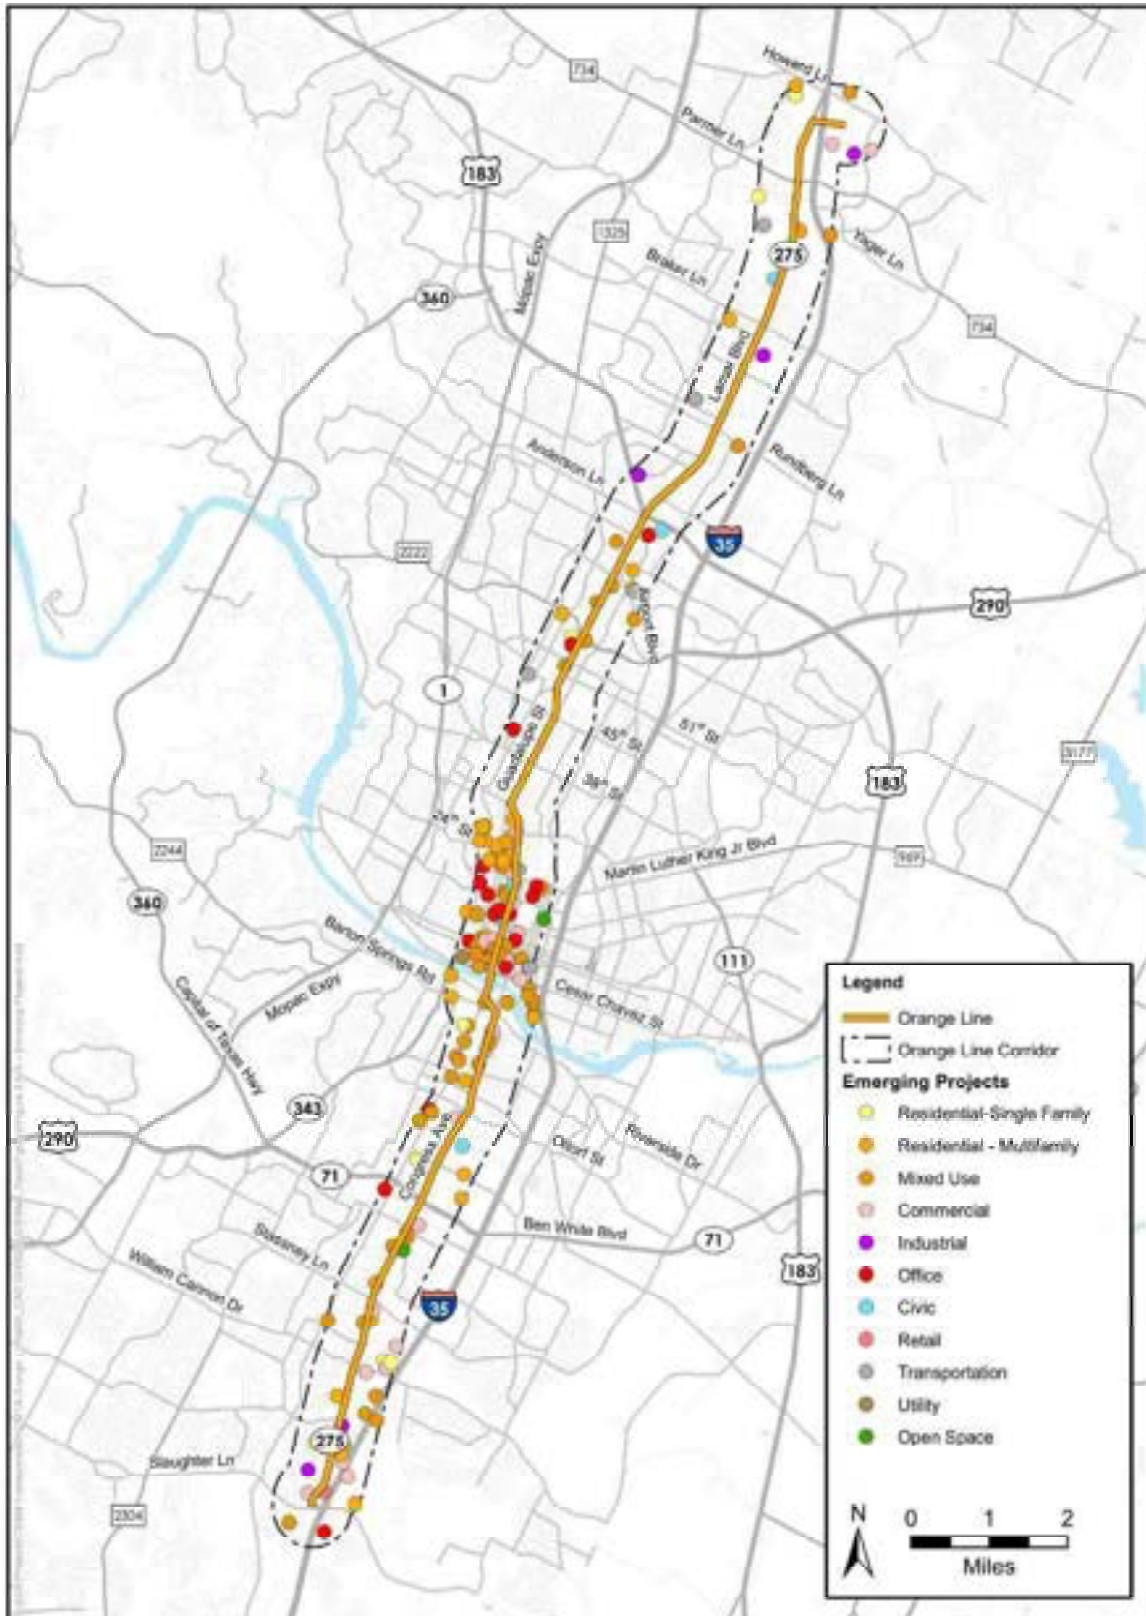 Howard Ln
734
Parmer Ln
183
1325
Mopac Expy
Yager Ln
275
Braker Ln
360
734
Lamar Blvd
Anderson Ln
Rundberg Ln
35
2222
290
Airport Blvd
1
Guadalupe St
45th St
51st St
3177
38th St
183
24th St
2244
Martin Luther King Jr Blvd
969
360
Barton Springs Rd
111
Mopac Expy
Cesar Chavez St
Capital of Texas Hwy
343
290
Congress Ave
Oltorf St
Riverside Dr
71
Ben White Blvd
71
Stassney Ln
William Cannon Dr
183
35
275
Slaughter Ln
2304
Legend
Orange Line
Orange Line Corridor
Emerging Projects
Residential-Single Family
Residential - Multifamily
Mixed Use
Commercial
Industrial
Office
Civic
Retail
Transportation
Utility
Open Space
N
0 1 2
Miles